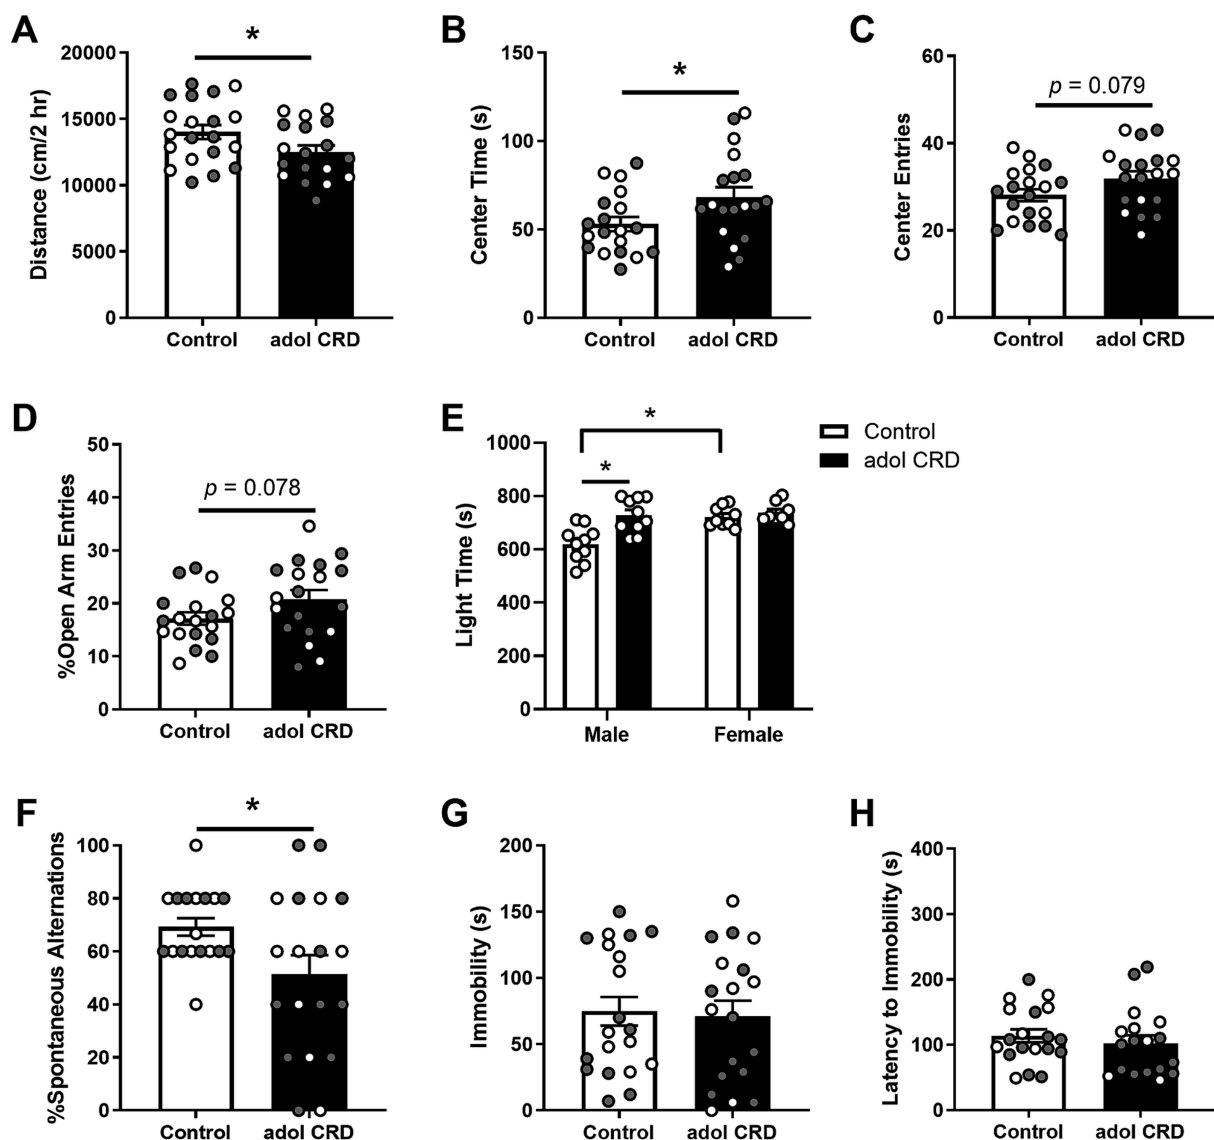 A
*
Distance (cm/2 hr)
20000
15000
10000
5000
0
Control
adol CRD
B
*
Center Time (s)
150
100
50
0
Control
adol CRD
C
p = 0.079
Center Entries
60
40
20
0
Control
adol CRD
D
p = 0.078
%Open Arm Entries
50
40
30
20
10
0
Control
adol CRD
E
*
*
Light Time (s)
1000
800
600
400
200
0
Male
Female
Control
adol CRD
F
*
%Spontaneous Alternations
100
80
60
40
20
0
Control
adol CRD
G
Immobility (s)
200
150
100
50
0
Control
adol CRD
H
Latency to Immobility (s)
400
300
200
100
0
Control
adol CRD